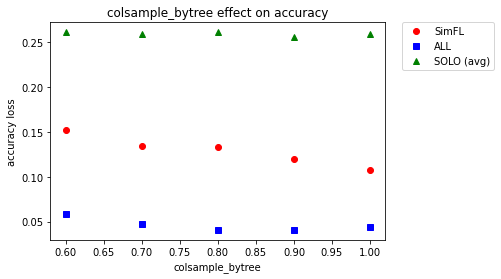 colsample_bytree effect on accuracy
SimFL
ALL
SOLO (avg)
accuracy loss
0.25
0.20
0.15
0.10
0.05
0.60 0.65 0.70 0.75 0.80 0.85 0.90 0.95 1.00
colsample_bytree